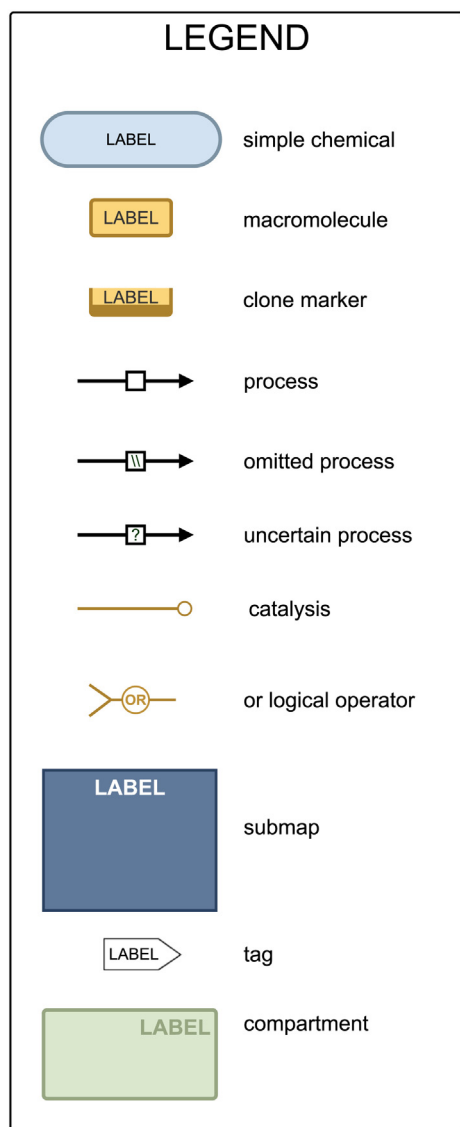 LEGEND
LABEL simple chemical
LABEL macromolecule
LABEL clone marker
process
\\ omitted process
? uncertain process
catalysis
OR or logical operator
LABEL
submap
LABEL tag
LABEL compartment